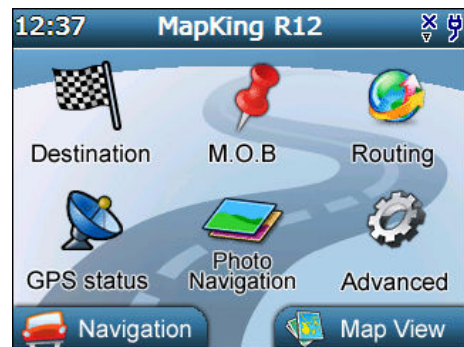 12:37 MapKing R12
Destination M.O.B Routing
GPS status Photo Navigation Advanced
Navigation Map View